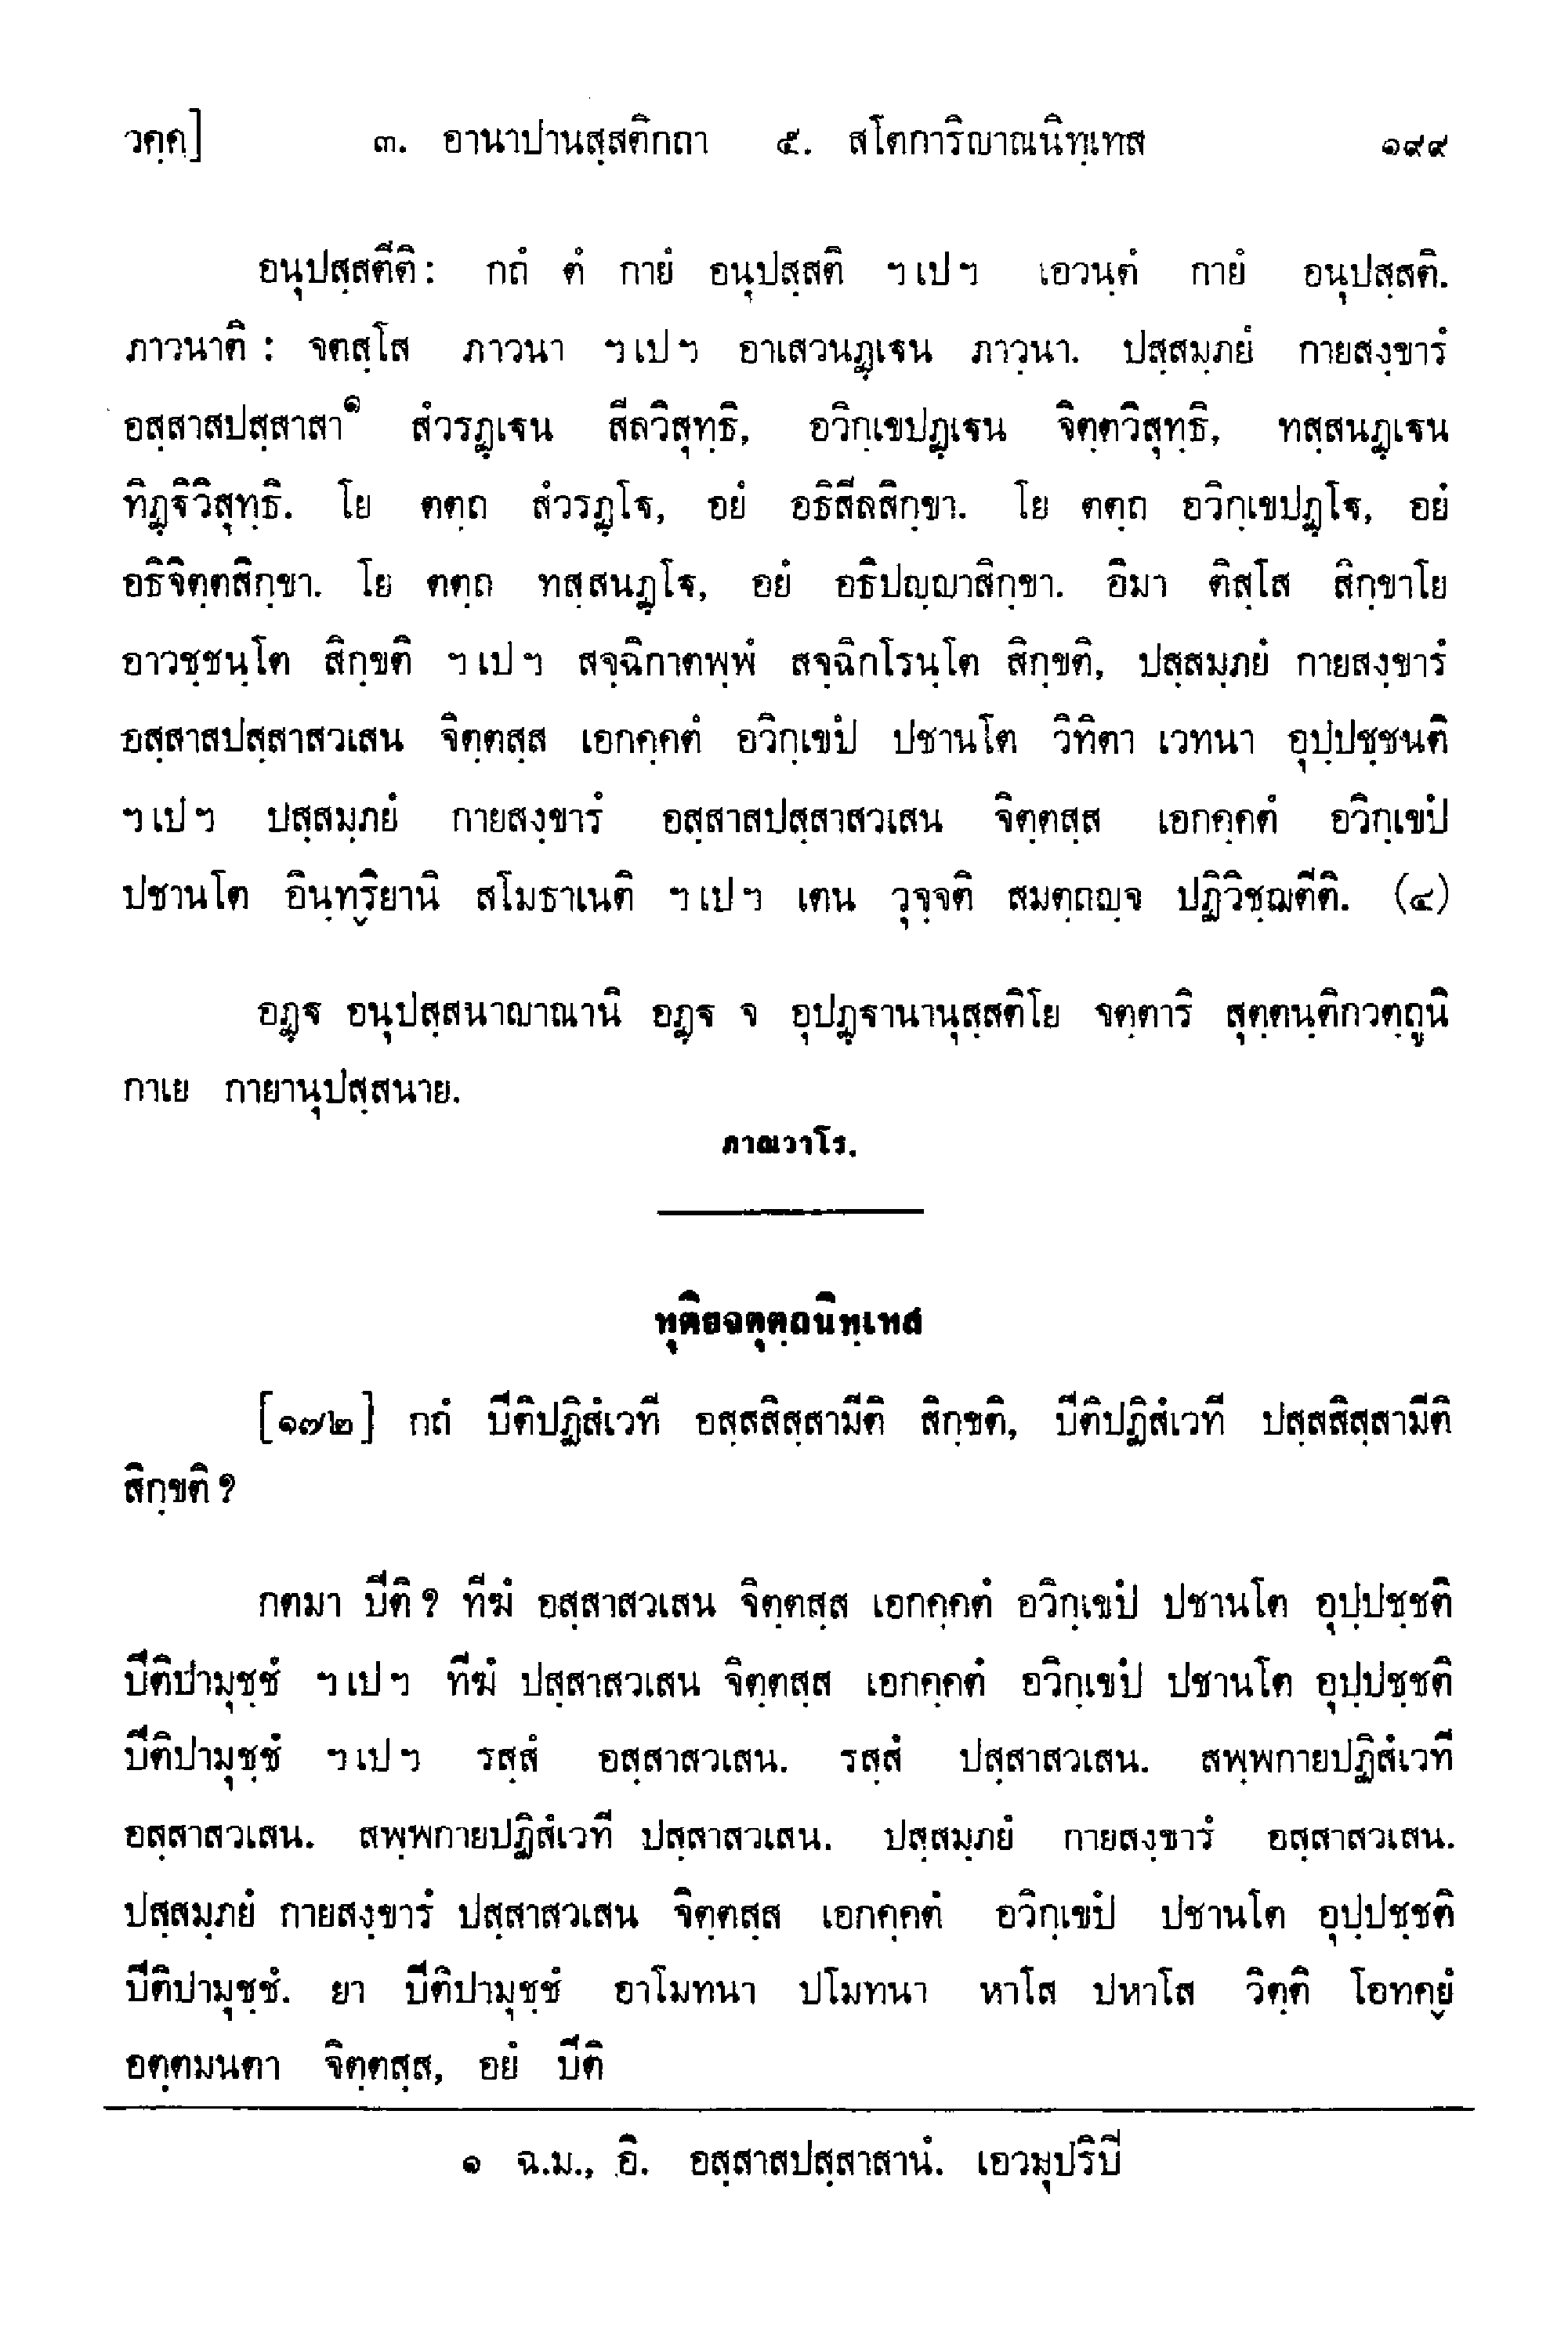 วคฺค]	๓. อานาปานสฺสติกถา ๕. สโตการิญาณนิทฺเทส	๑๙๙
อนุปสฺสตีติ: กถํ ตํ กายํ อนุปสฺสติ ฯ เป ฯ เอวนฺตํ กายํ อนุปสฺสติ.
ภาวนาติ : จตสฺโส ภาวนา ฯ เป ฯ อาเสวนฏฺเฐน ภาวฺนา. ปสฺสมฺภยํ กายสงฺขารํ
อสฺสาสปสฺสาสา๑ สํวรฏฺเฐน สีลวิสุทฺธิ, อวิกฺเขปฏฺเฐน จิตฺตวิสุทฺธิ, ทสฺสนฏฺเฐน
ทิฏฺฐิวิสุทฺธิ. โย ตตฺถ สํวรฏฺโฐ, อยํ อธิสีลสิกฺขา. โย ตตฺถ อวิกฺเขปฏฺโฐ, อยํ
อธิจิตฺตสิกฺขา. โย ตตฺถ ทสฺสนฏฺโฐ, อยํ อธิปญฺญาสิกฺขา. อิมา ติสฺโส สิกฺขาโย
อาวชฺชนฺโต สิกฺขติ ฯ เป ฯ สจฺฉิกาตพฺพํ สจฺฉิกโรนฺโต สิกฺขติ, ปสฺสมฺภยํ กายสงฺขารํ
อสฺสาสปสฺสาสวเสน จิตฺตสฺส เอกคฺคตํ อวิกฺเขปํ ปชานโต วิทิตา เวทนา อุปฺปชฺชนติ
ฯ เป ฯ ปสฺสมฺภยํ กายสงฺขารํ อสฺสาสปสฺสาสวเสน จิตฺตสฺส เอกคฺคตํ อวิกฺเขปํ
ปชานโต อินฺทฺริยานิ สโมธาเนติ ฯ เป ฯ เตน วุจฺจติ สมตฺถญฺจ ปฏิวิชฺฌตีติ. (๔)
อฏฺฐ อนุปสฺสนาญาณานิ อฏฺฐ จ อุปฏฺฐานานุสฺสติโย จตฺตาริ สุตฺตนฺติกวตฺถูนิ
กาเย กายานุปสฺสนาย.
ภาณวาโร.
ทุติยจตุตฺถนิทฺเทส
[๑๗๒] กถํ ปีติปฏิสํเวที อสฺสสิสฺสามีติ สิกฺขติ, ปีติปฏิสํเวที ปสฺสสิสฺสามีติ
สิกฺขติ ?
กตมา ปีติ ? ทีฆํ อสฺสาสวเสน จิตฺตสฺส เอกคฺคตํ อวิกฺเขปํ ปชานโต อุปฺปชฺชติ
ปีติปามุชฺชํ ฯ เป ฯ ทีฆํ ปสฺสาสวเสน จิตฺตสฺส เอกคฺคตํ อวิกฺเขปํ ปชานโต อุปฺปชฺชติ
ปีติปามุชฺชํ ฯ เป ฯ รสฺสํ อสฺสาสวเสน. รสฺสํ ปสฺสาสวเสน. สพฺพกายปฏิสํเวที
อสฺสาสวเสน. สพฺพกายปฏิสํเวที ปสฺสาสวเสน. ปสฺสมฺภยํ กายสงฺขารํ อสฺสาสวเสน.
ปสฺสมฺภยํ กายสงฺขารํ ปสฺสาสวเสน จิตฺตสฺส เอกคฺคตํ อวิกฺเขปํ ปชานโต อุปฺปชฺชติ
ปีติปามุชฺชํ. ยา ปีติปามุชฺชํ อาโมทนา ปโมทนา หาโส ปหาโส วิตฺติ โอทคฺยํ
อตฺตมนตา จิตฺตสฺส, อยํ ปีติ
๑ ฉ.ม., อิ. อสฺสาสปสฺสาสานํ. เอวมุปริปี